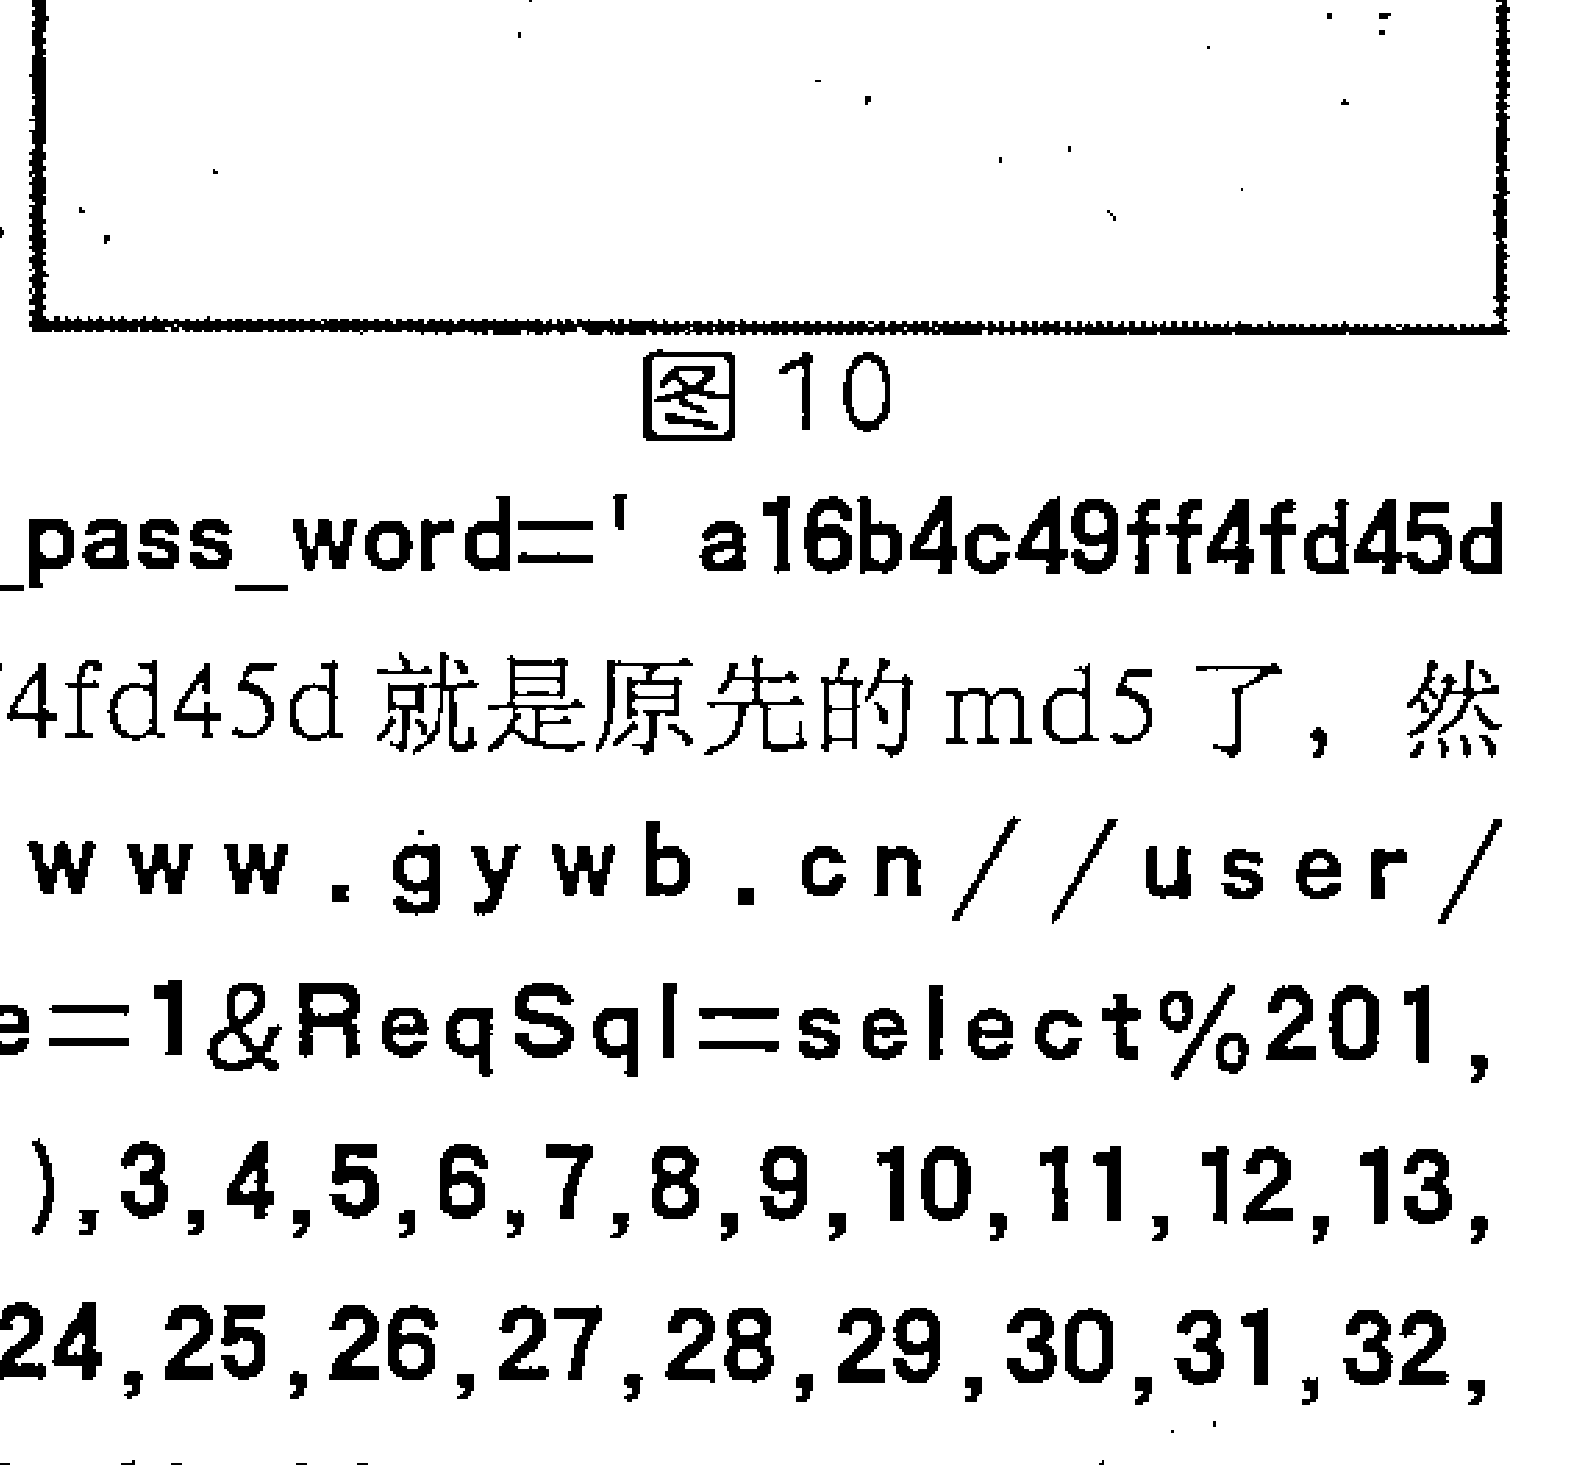 图 10
_pass_word=' a16b4c49ff4fd45d
4fd45d 就是原先的 md5 了，然
www.gywb.cn//user/
e=1&ReqSql=select%201,
),3,4,5,6,7,8,9,10,11,12,13,
24,25,26,27,28,29,30,31,32,